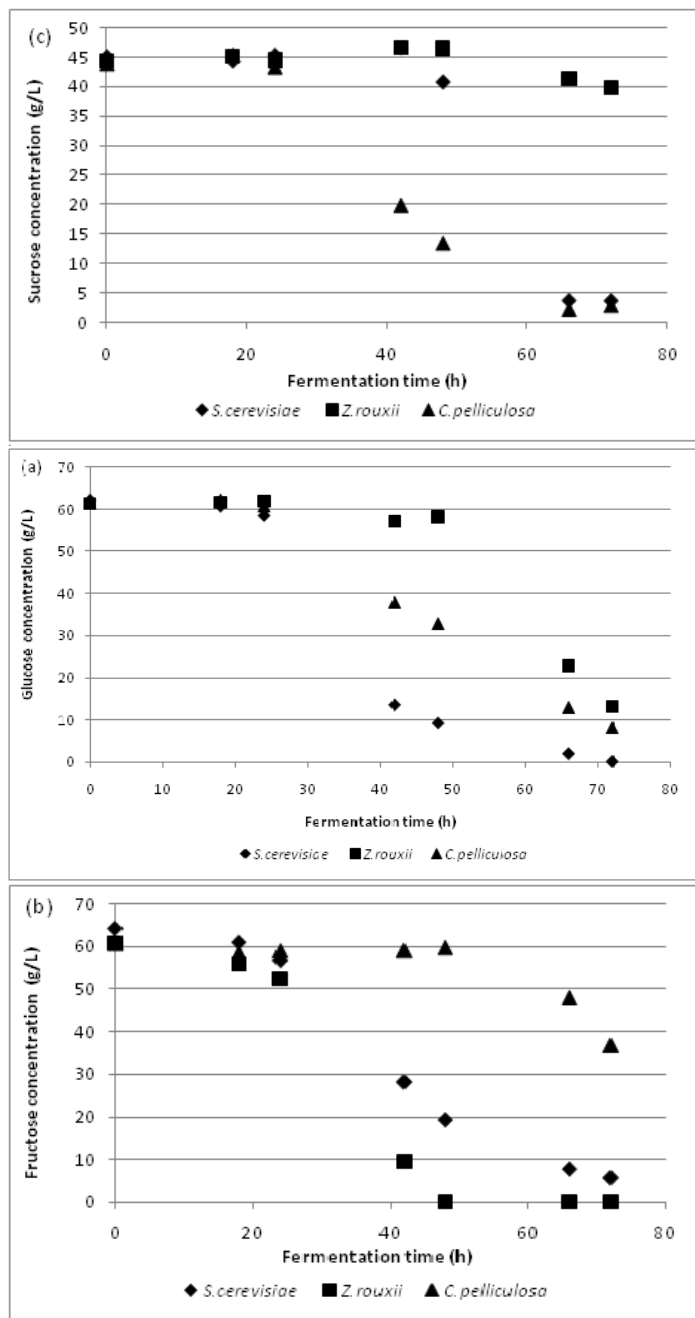 (c)
Sucrose concentration (g/L)
50
45
40
35
30
25
20
15
10
5
0
0 20 40 60 80
Fermentation time (h)
S.cerevisiae Z.rouxii C.pelliculosa
(a)
Glucose concentration (g/L)
70
60
50
40
30
20
10
0
0 10 20 30 40 50 60 70 80
Fermentation time (h)
S.cerevisiae Z.rouxii C.pelliculosa
(b)
Fructose concentration (g/L)
70
60
50
40
30
20
10
0
0 20 40 60 80
Fermentation time (h)
S.cerevisiae Z.rouxii C.pelliculosa